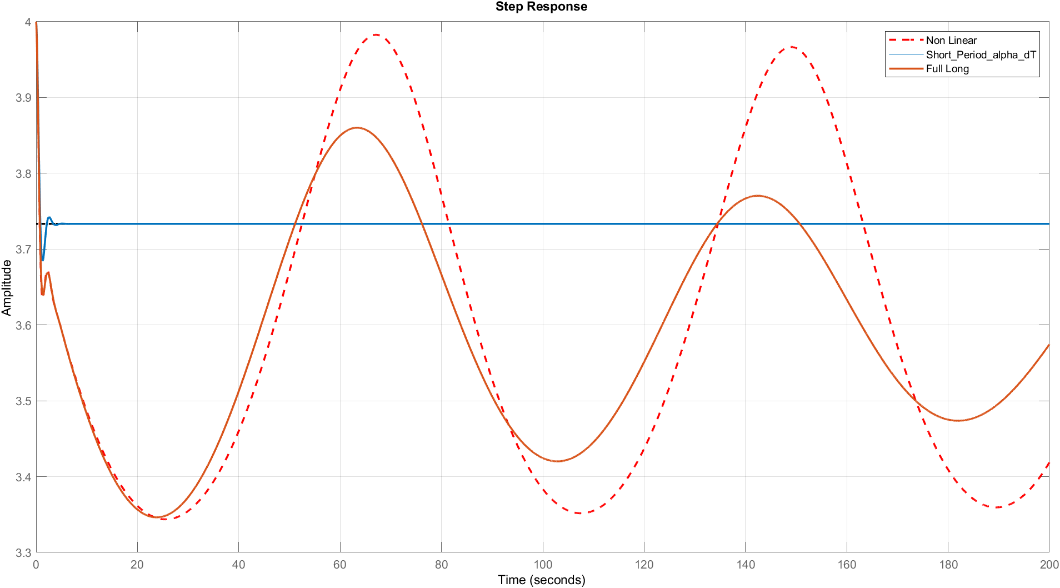 Step Response
Non Linear
Short_Period_alpha_dT
Full Long
Amplitude
4
3.9
3.8
3.7
3.6
3.5
3.4
3.3
0 20 40 60 80 100 120 140 160 180 200
Time (seconds)